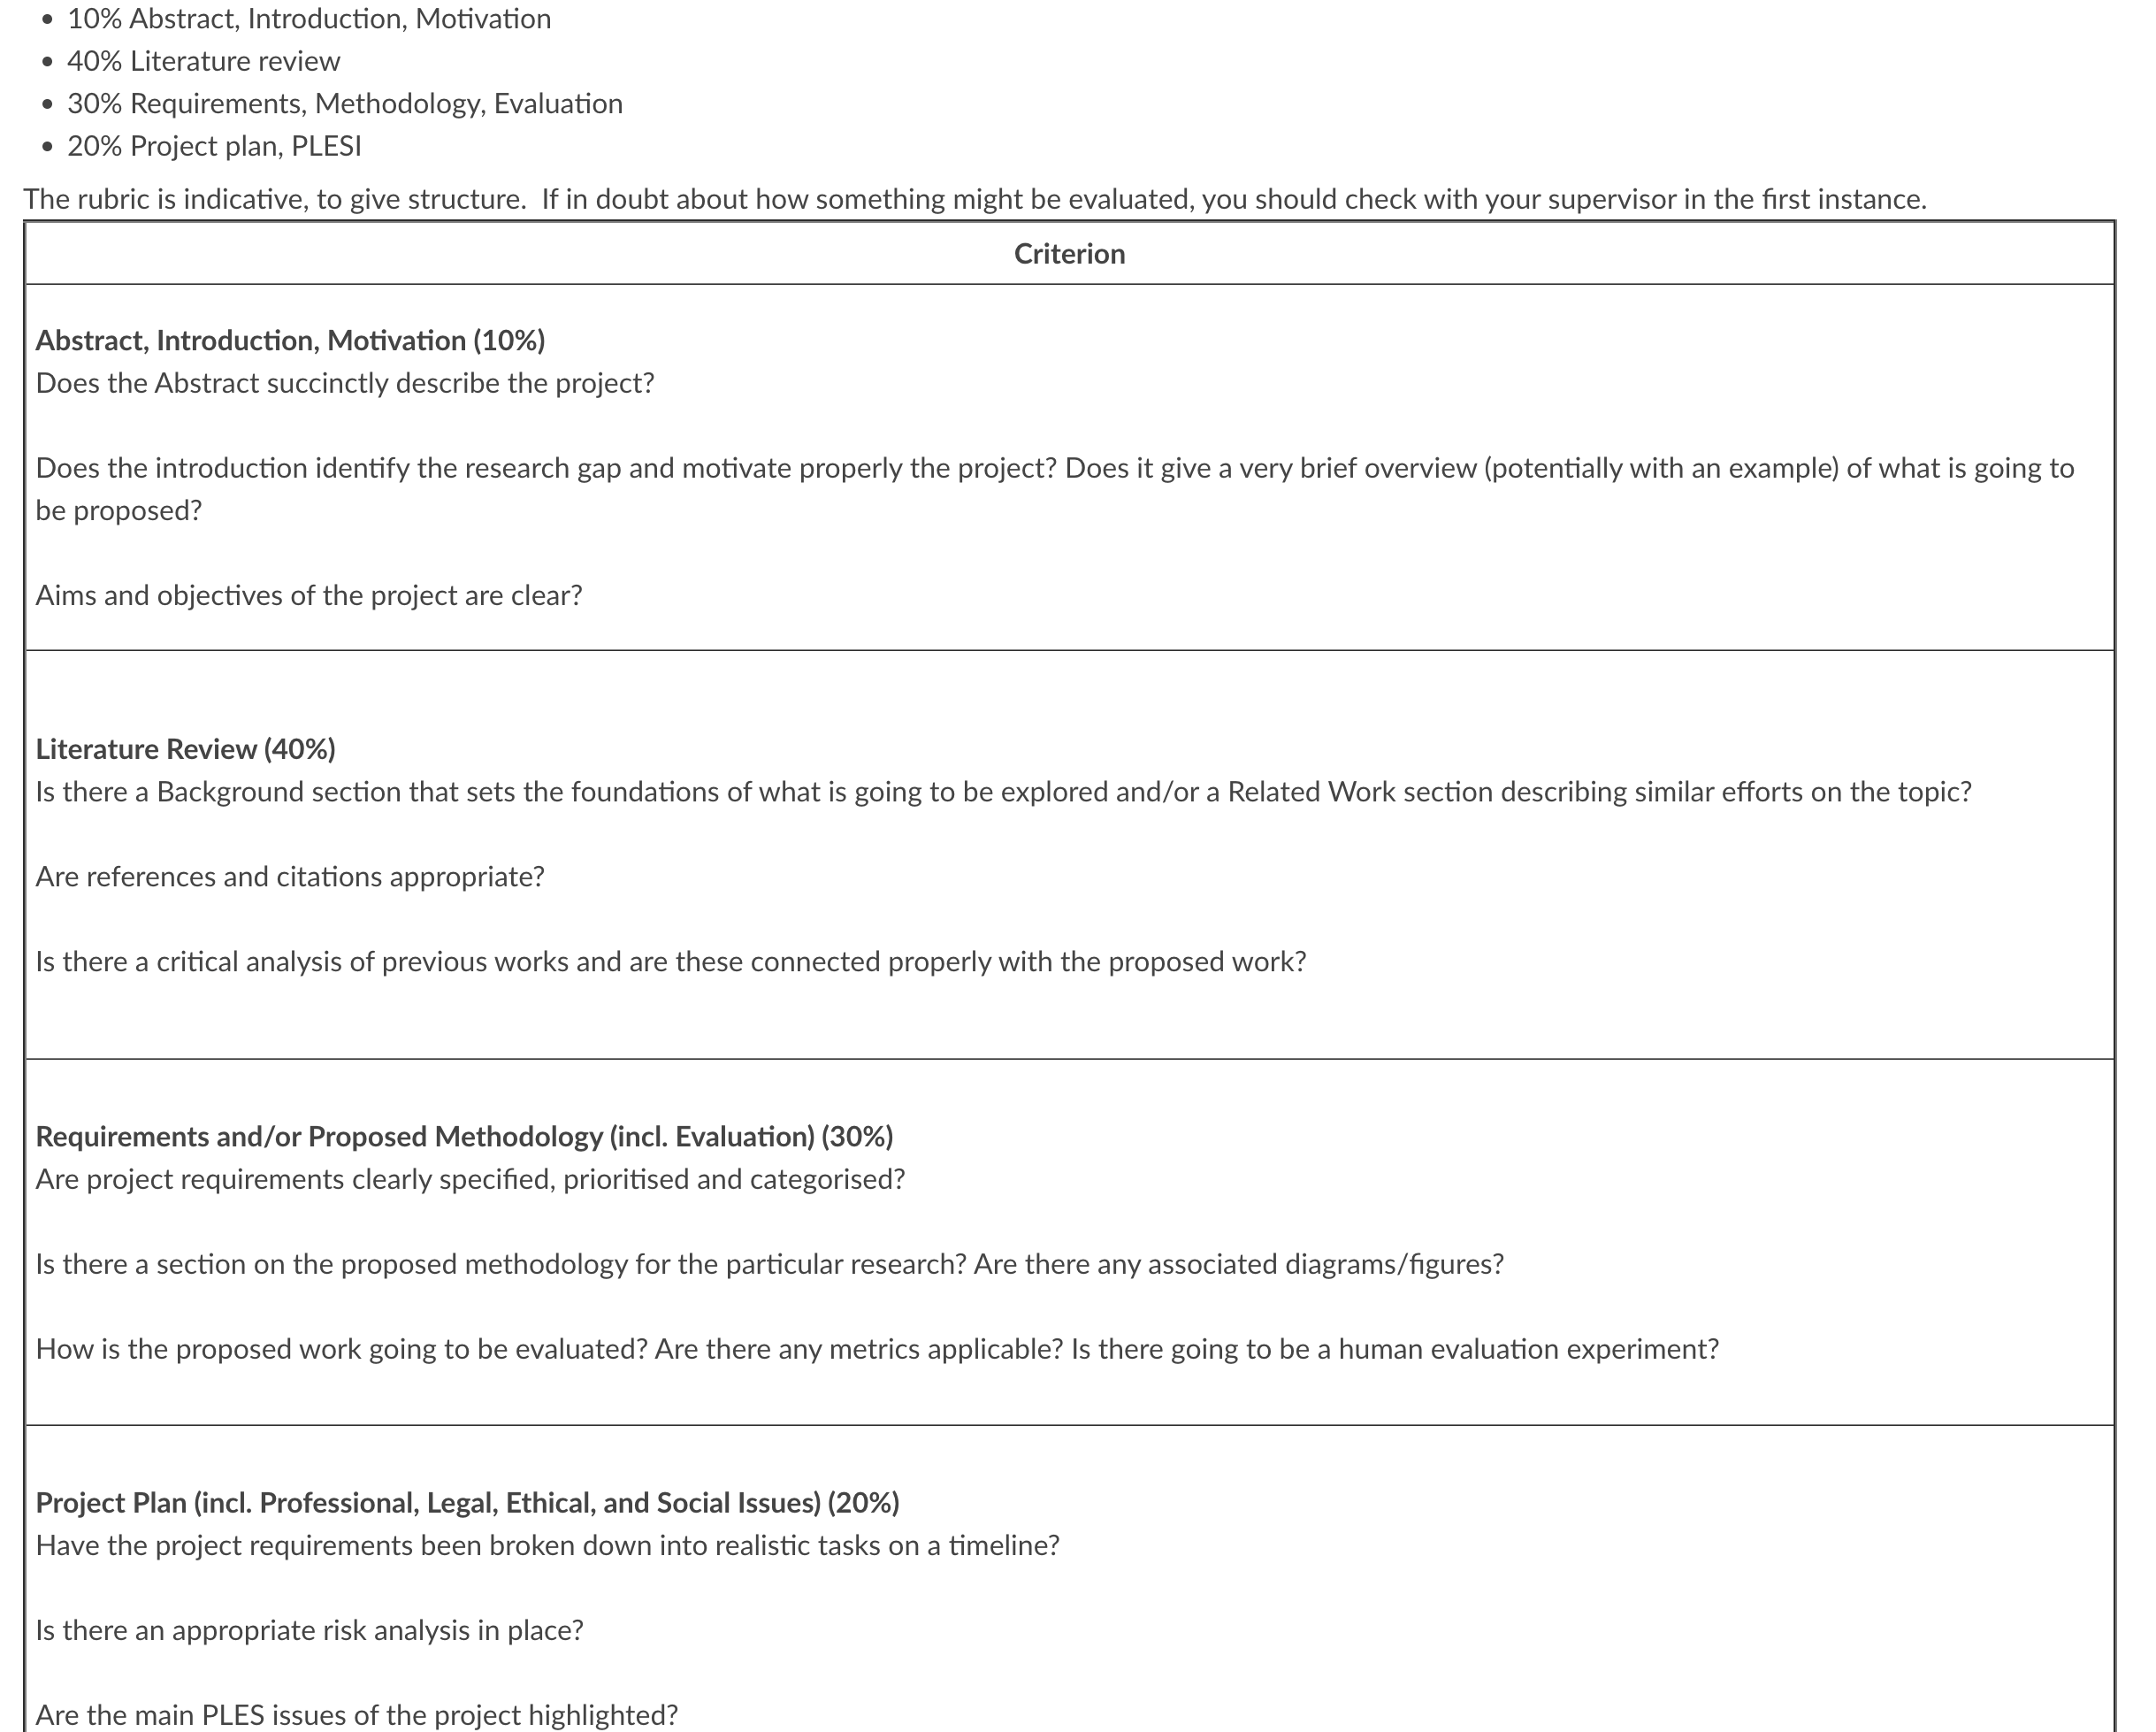 • 10% Abstract, Introduction, Motivation
• 40% Literature review
• 30% Requirements, Methodology, Evaluation
• 20% Project plan, PLESI
The rubric is indicative, to give structure.  If in doubt about how something might be evaluated, you should check with your supervisor in the first instance.
Criterion
Abstract, Introduction, Motivation (10%)
Does the Abstract succinctly describe the project?
Does the introduction identify the research gap and motivate properly the project? Does it give a very brief overview (potentially with an example) of what is going to
be proposed?
Aims and objectives of the project are clear?
Literature Review (40%)
Is there a Background section that sets the foundations of what is going to be explored and/or a Related Work section describing similar efforts on the topic?
Are references and citations appropriate?
Is there a critical analysis of previous works and are these connected properly with the proposed work?
Requirements and/or Proposed Methodology (incl. Evaluation) (30%)
Are project requirements clearly specified, prioritised and categorised?
Is there a section on the proposed methodology for the particular research? Are there any associated diagrams/figures?
How is the proposed work going to be evaluated? Are there any metrics applicable? Is there going to be a human evaluation experiment?
Project Plan (incl. Professional, Legal, Ethical, and Social Issues) (20%)
Have the project requirements been broken down into realistic tasks on a timeline?
Is there an appropriate risk analysis in place?
Are the main PLES issues of the project highlighted?